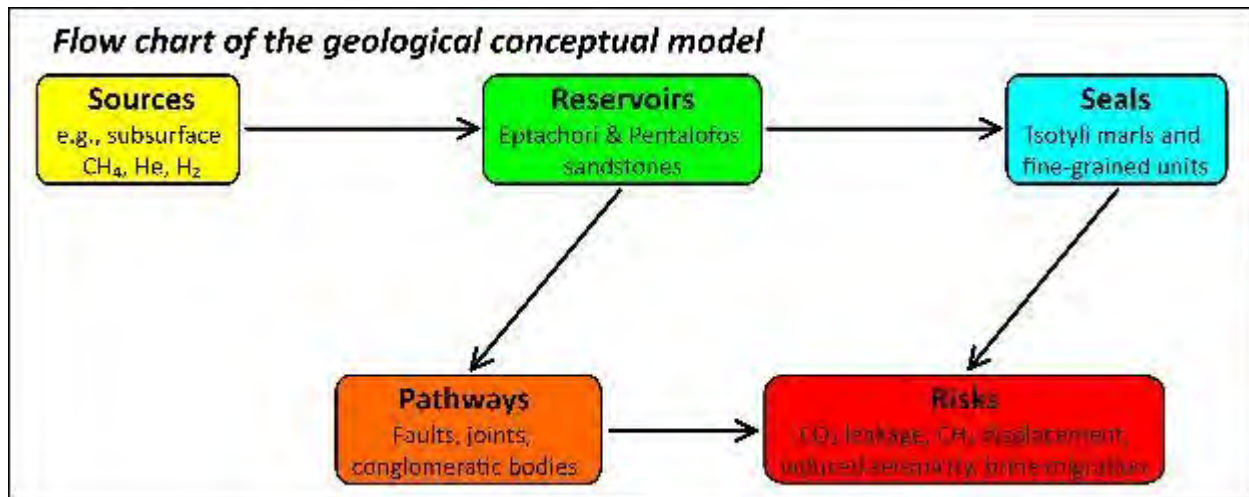 Flow chart of the geological conceptual model
Sources
e.g., subsurface
CH₄, He, H₂
Reservoirs
Eptachori & Pentalofos
sandstones
Seals
Tsotyli marls and
fine-grained units
Pathways
Faults, joints,
conglomeratic bodies
Risks
CO₂ leakage, CH₄ displacement,
induced seismicity, brine migration